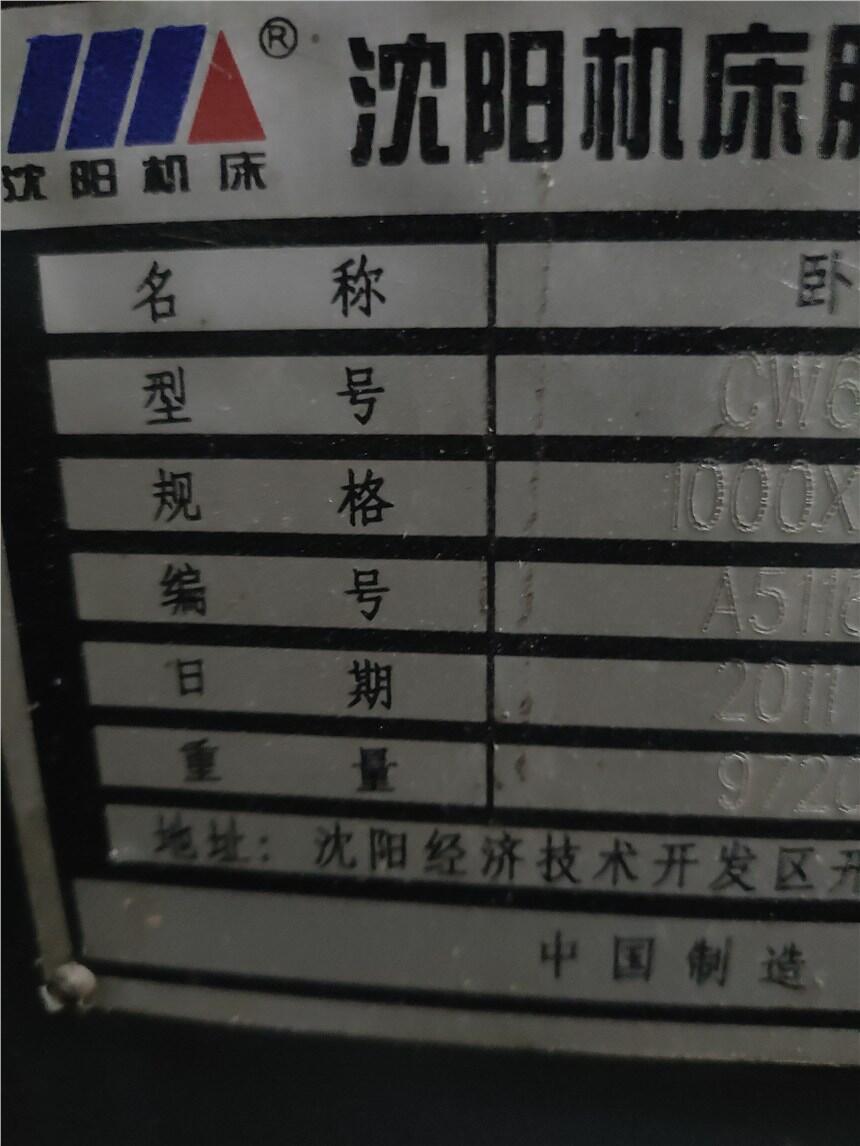 ® 沈阳机床
沈阳机床
名称 卧
型号 CW6
规格 1000X
编号 A511
日期 2011
重量 972
地址：沈阳经济技术开发区开
中国制造